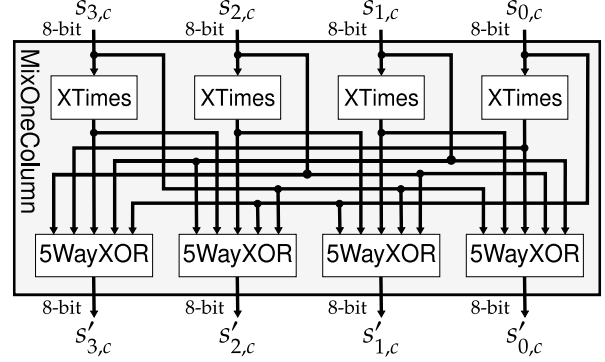 s3,c s2,c s1,c s0,c
8-bit 8-bit 8-bit 8-bit
MixOneColumn
XTimes XTimes XTimes XTimes
5WayXOR 5WayXOR 5WayXOR 5WayXOR
8-bit 8-bit 8-bit 8-bit
s′3,c s′2,c s′1,c s′0,c